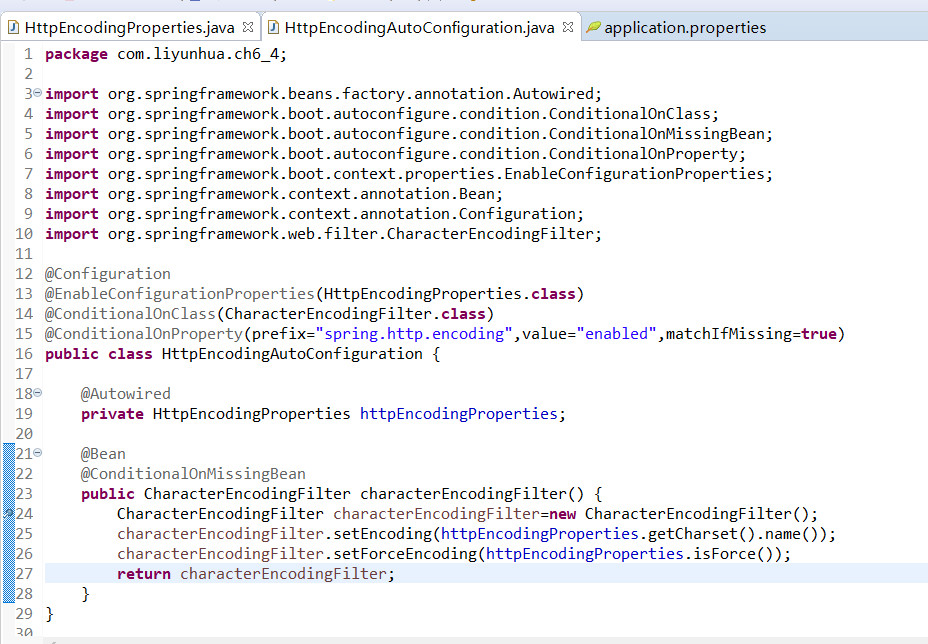 HttpEncodingProperties.java HttpEncodingAutoConfiguration.java application.properties
1 package com.liyunhua.ch6_4;
2
3 import org.springframework.beans.factory.annotation.Autowired;
4 import org.springframework.boot.autoconfigure.condition.ConditionalOnClass;
5 import org.springframework.boot.autoconfigure.condition.ConditionalOnMissingBean;
6 import org.springframework.boot.autoconfigure.condition.ConditionalOnProperty;
7 import org.springframework.boot.context.properties.EnableConfigurationProperties;
8 import org.springframework.context.annotation.Bean;
9 import org.springframework.context.annotation.Configuration;
10 import org.springframework.web.filter.CharacterEncodingFilter;
11
12 @Configuration
13 @EnableConfigurationProperties(HttpEncodingProperties.class)
14 @ConditionalOnClass(CharacterEncodingFilter.class)
15 @ConditionalOnProperty(prefix="spring.http.encoding",value="enabled",matchIfMissing=true)
16 public class HttpEncodingAutoConfiguration {
17
18 @Autowired
19 private HttpEncodingProperties httpEncodingProperties;
20
21 @Bean
22 @ConditionalOnMissingBean
23 public CharacterEncodingFilter characterEncodingFilter() {
24 CharacterEncodingFilter characterEncodingFilter=new CharacterEncodingFilter();
25 characterEncodingFilter.setEncoding(httpEncodingProperties.getCharset().name());
26 characterEncodingFilter.setForceEncoding(httpEncodingProperties.isForce());
27 return characterEncodingFilter;
28 }
29 }
30